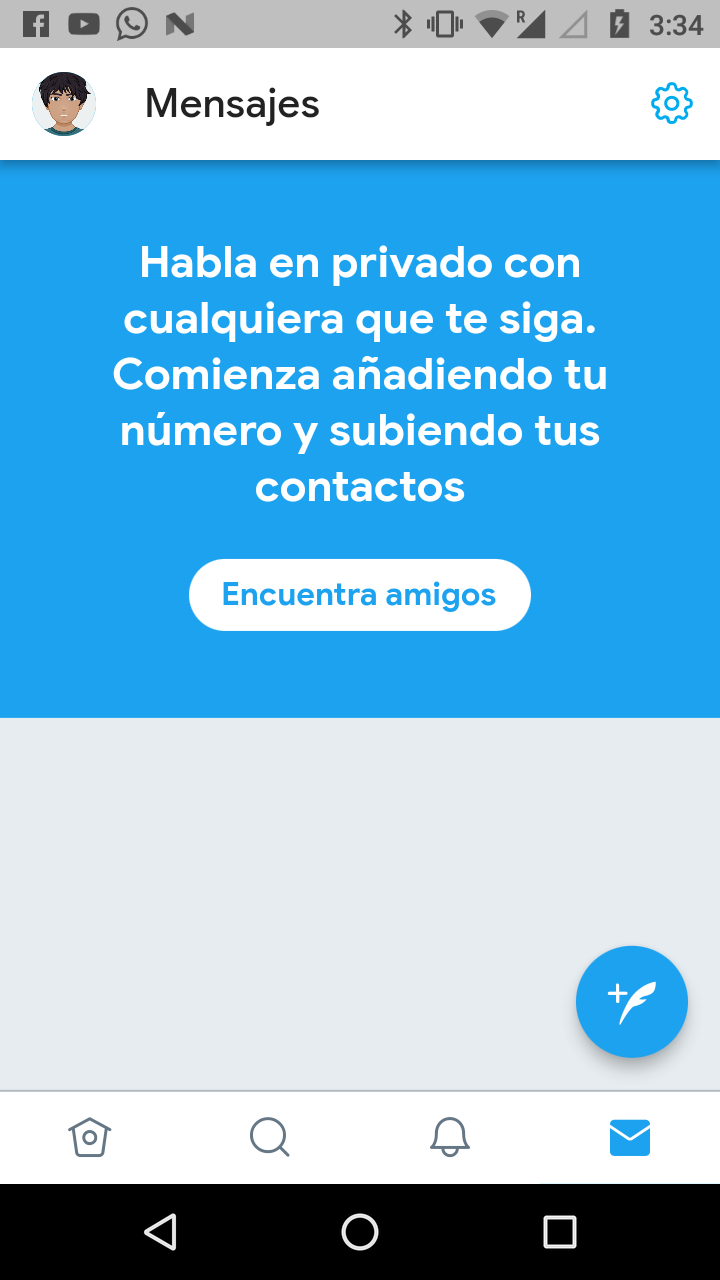 R 3:34
Mensajes
Habla en privado con
cualquiera que te siga.
Comienza añadiendo tu
número y subiendo tus
contactos
Encuentra amigos